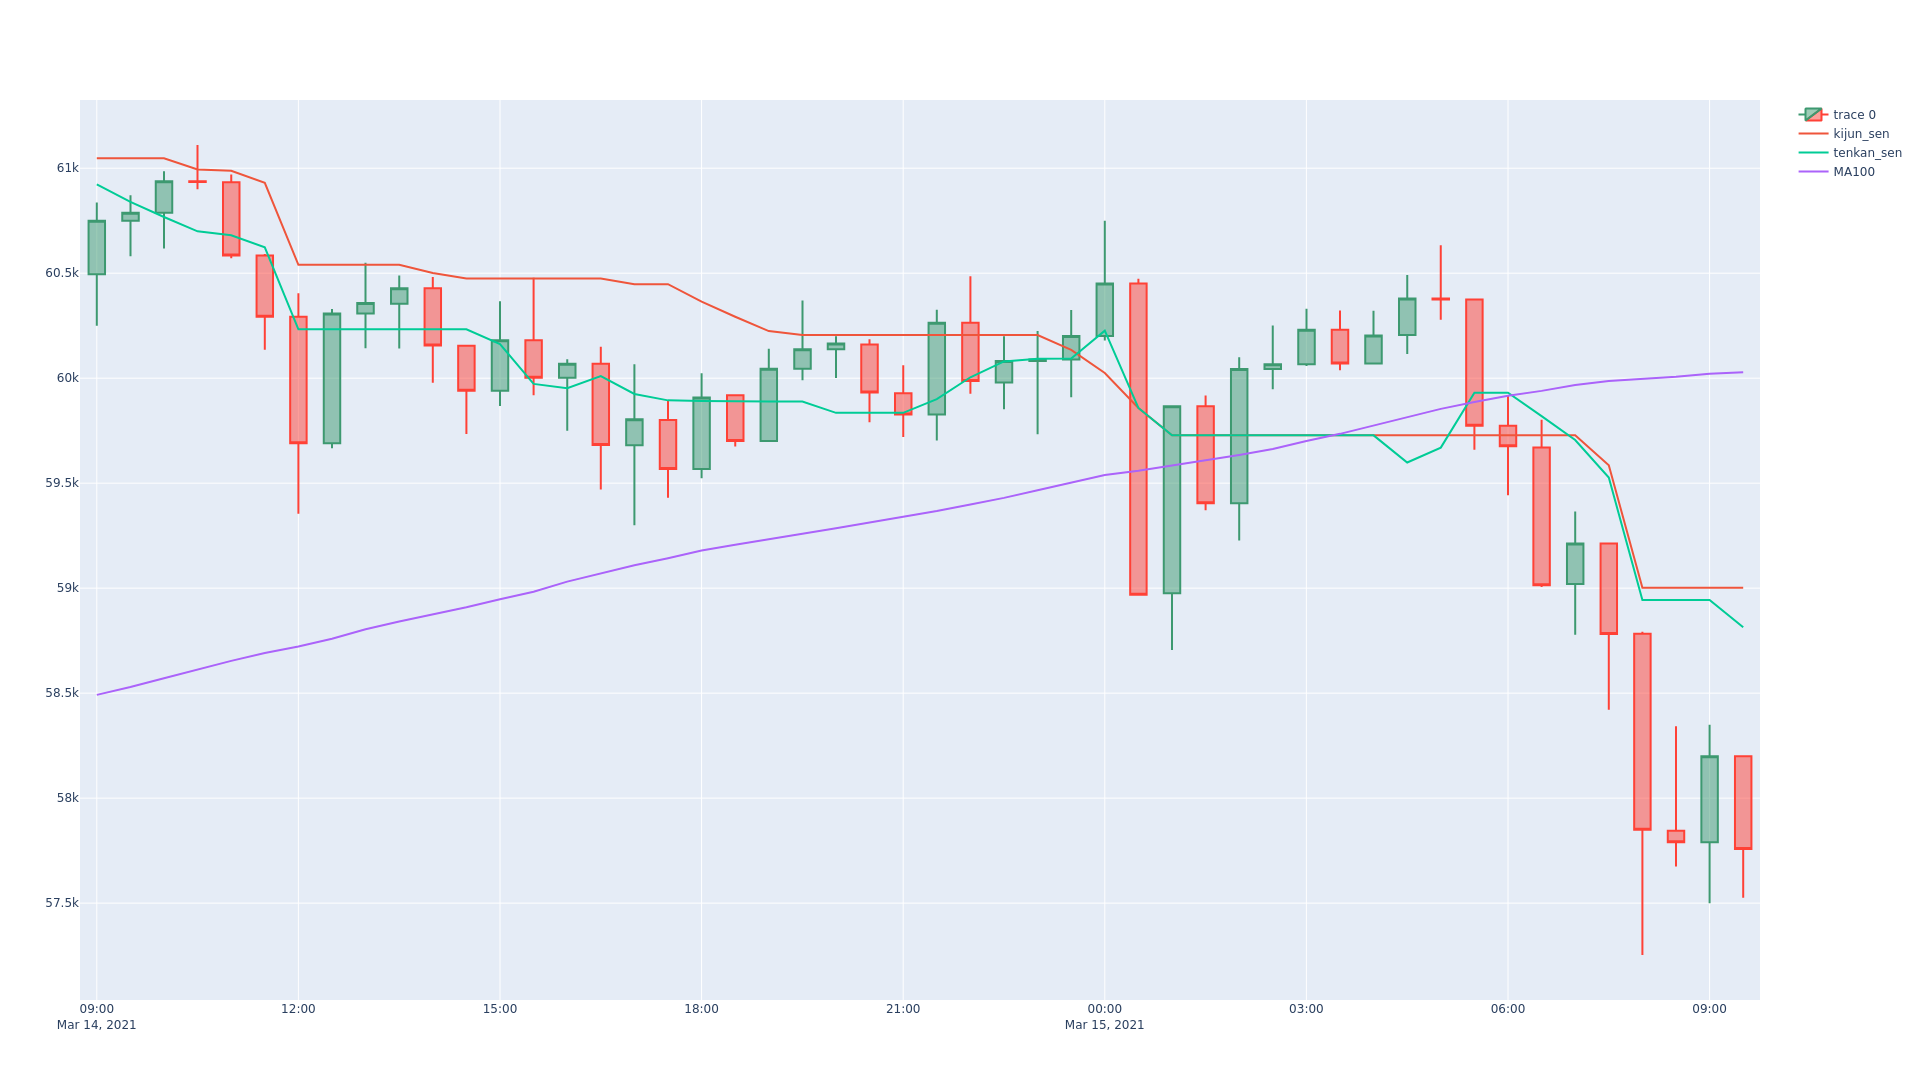 trace 0
kijun_sen
tenkan_sen
MA100
61k
60.5k
60k
59.5k
59k
58.5k
58k
57.5k
09:00 12:00 15:00 18:00 21:00 00:00 03:00 06:00 09:00
Mar 14, 2021 Mar 15, 2021